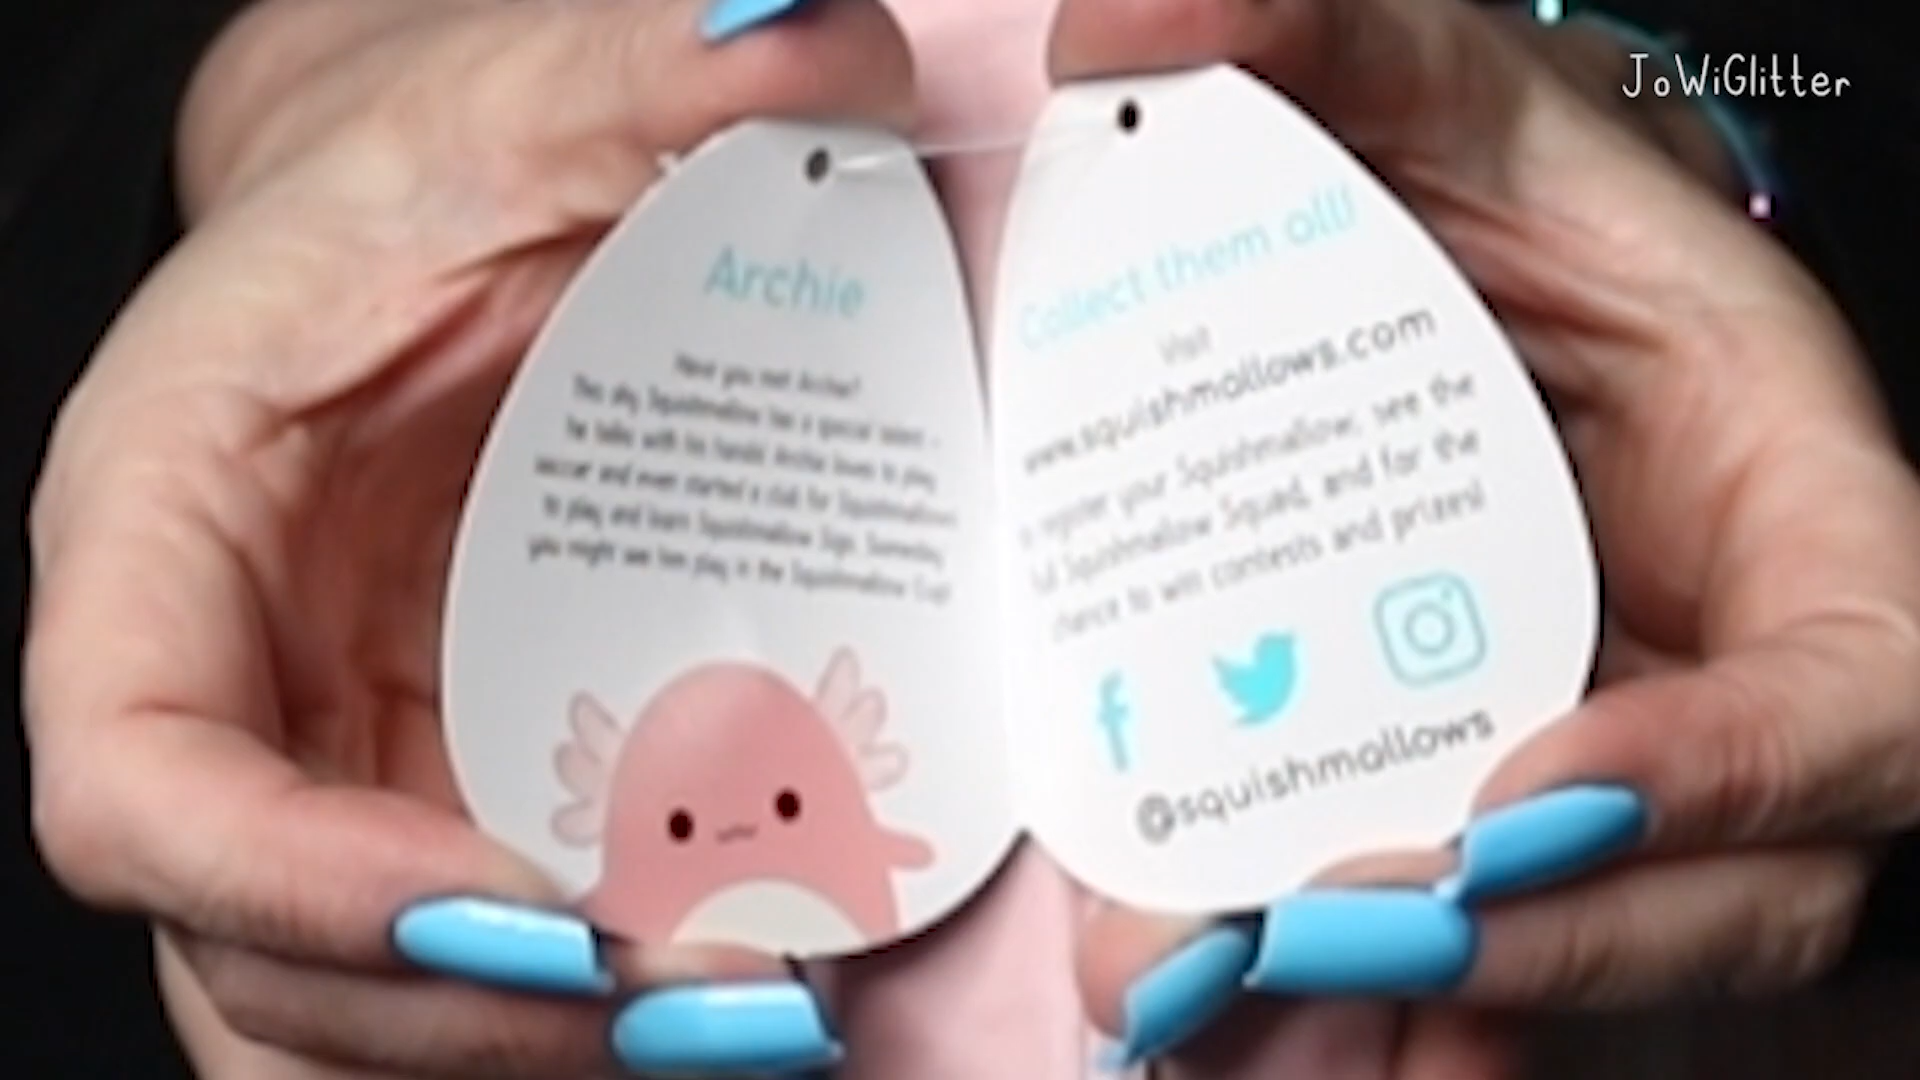 JoWiGlitter
Archie
Have you met Archie?
This shy Squishmallow has a special talent -
he talks with his hands! Archie loves to play
soccer and even started a club for Squishmallows
to play and learn Squishmallow Sign. Someday,
you might see him play in the Squishmallow Cup!
Collect them all!
Visit
www.squishmallows.com
register your Squishmallow, see the
Squishmallow Squad, and for the
chance to win contests and prizes!
@squishmallows